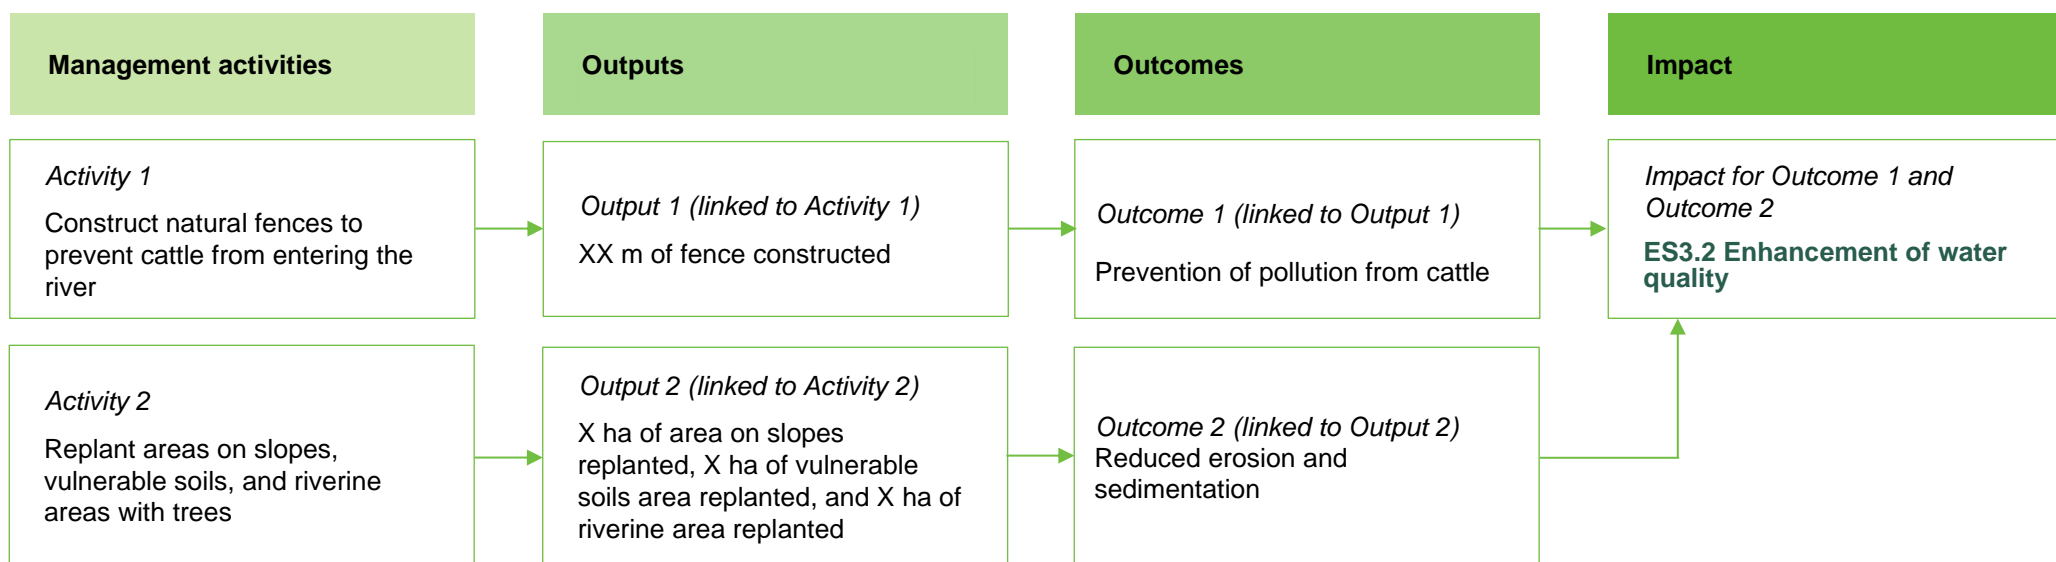 Management activities
Outputs
Outcomes
Impact
Activity 1
Construct natural fences to
prevent cattle from entering the
river
Output 1 (linked to Activity 1)
XX m of fence constructed
Outcome 1 (linked to Output 1)
Prevention of pollution from cattle
Impact for Outcome 1 and
Outcome 2
ES3.2 Enhancement of water
quality
Activity 2
Replant areas on slopes,
vulnerable soils, and riverine
areas with trees
Output 2 (linked to Activity 2)
X ha of area on slopes
replanted, X ha of vulnerable
soils area replanted, and X ha of
riverine area replanted
Outcome 2 (linked to Output 2)
Reduced erosion and
sedimentation